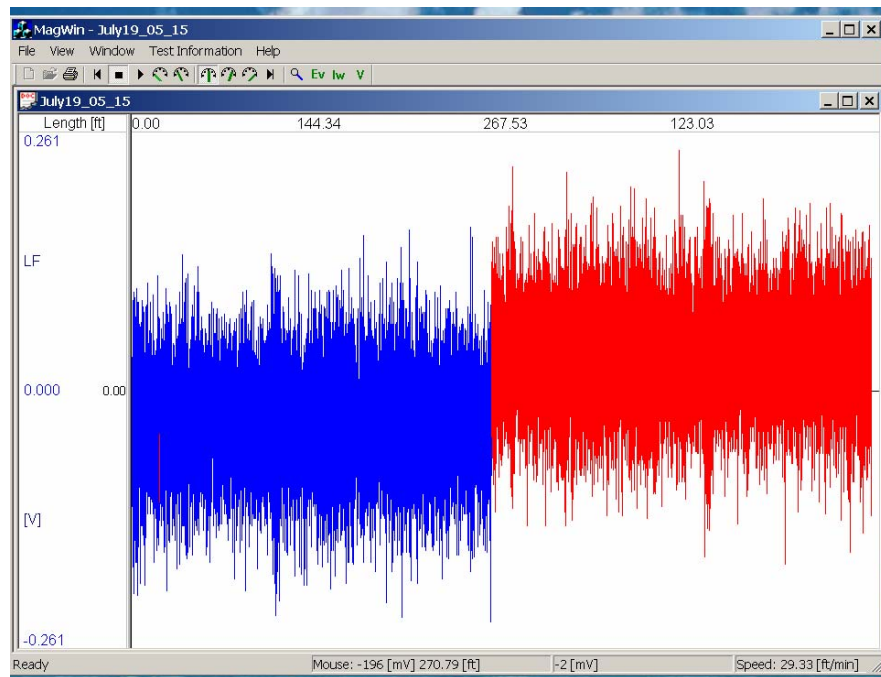 MagWin - July19_05_15
File View Window Test Information Help
Ev Iw V
July19_05_15
Length [ft] 0.00 144.34 267.53 123.03
0.261
LF
0.000 0.00
[V]
-0.261
Ready Mouse: -196 [mV] 270.79 [ft] -2 [mV] Speed: 29.33 [ft/min]